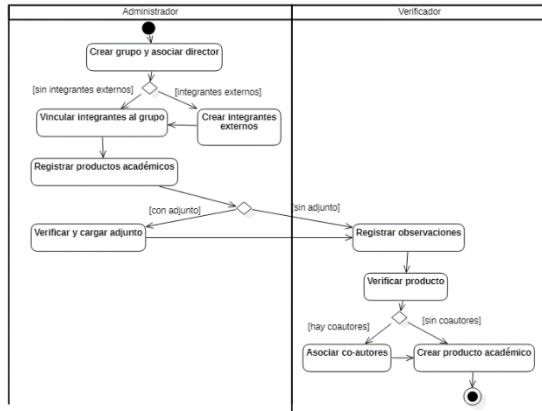 Administrador
Verificador
Crear grupo y asociar director
[sin integrantes externos]
[integrantes externos]
Vincular integrantes al grupo
Crear integrantes
externos
Registrar productos académicos
[con adjunto]
[sin adjunto]
Verificar y cargar adjunto
Registrar observaciones
Verificar producto
[hay coautores]
[sin coautores]
Asociar co-autores
Crear producto académico